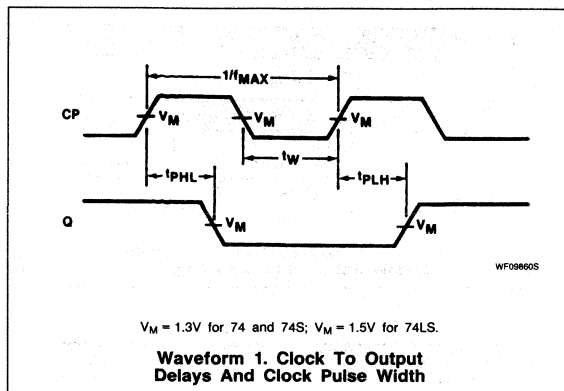 1/fMAX
CP
VM
VM
VM
tW
tPHL
tPLH
Q
VM
VM
WF09860S
VM = 1.3V for 74 and 74S; VM = 1.5V for 74LS.
Waveform 1. Clock To Output
Delays And Clock Pulse Width